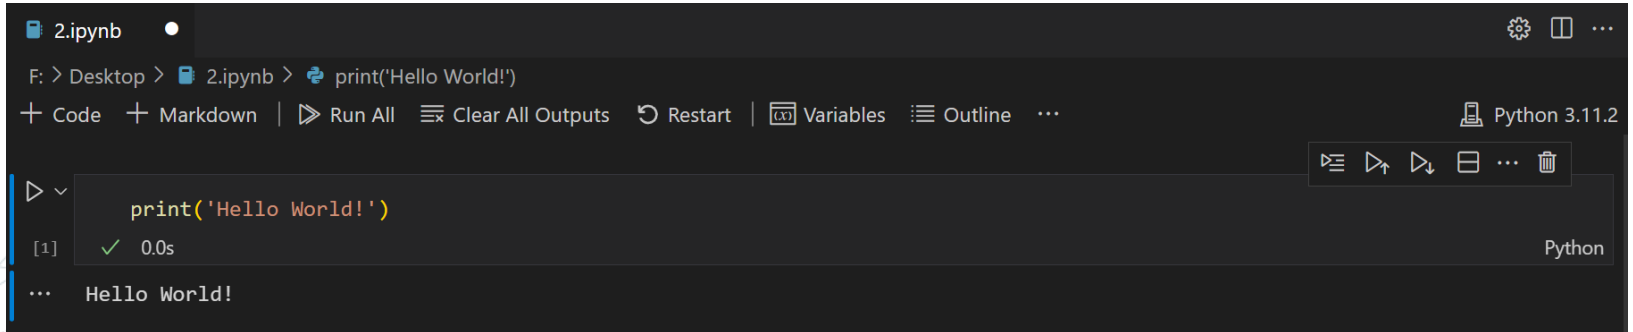 2.ipynb
F: > Desktop > 2.ipynb > print('Hello World!')
+ Code + Markdown | Run All Clear All Outputs Restart | (x) Variables Outline ··· Python 3.11.2
print('Hello World!')
[1] ✓ 0.0s Python
··· Hello World!